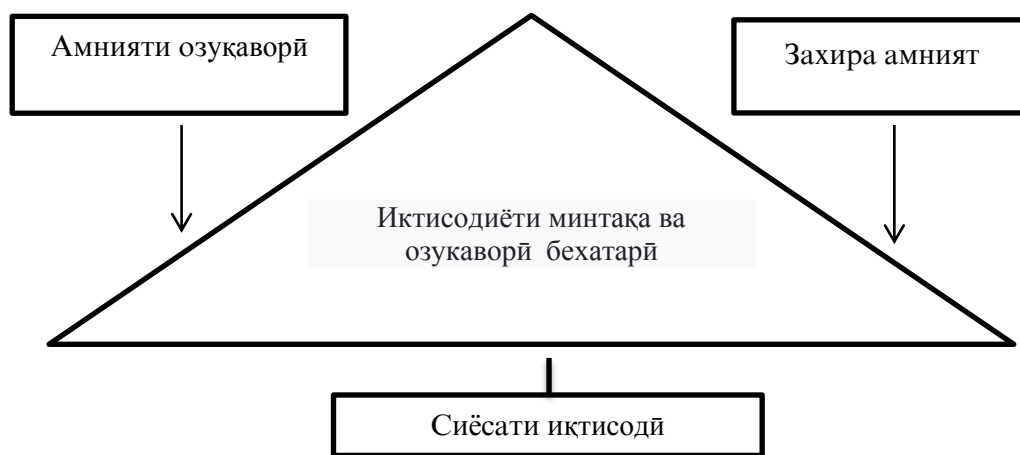 Амнияти озуқаворӣ
Захира амният
Иктисодиёти минтақа ва
озукаворӣ бехатарӣ
Сиёсати иқтисодӣ